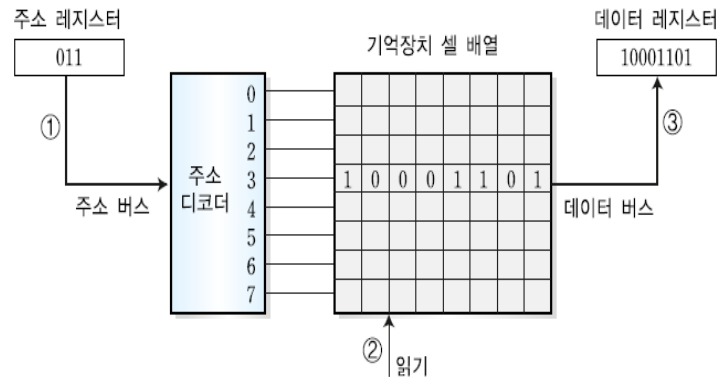 주소 레지스터
011
①
주소 버스
주소
디코더
0
1
2
3
4
5
6
7
기억장치 셀 배열
1 0 0 0 1 1 0 1
② 읽기
데이터 레지스터
10001101
③
데이터 버스